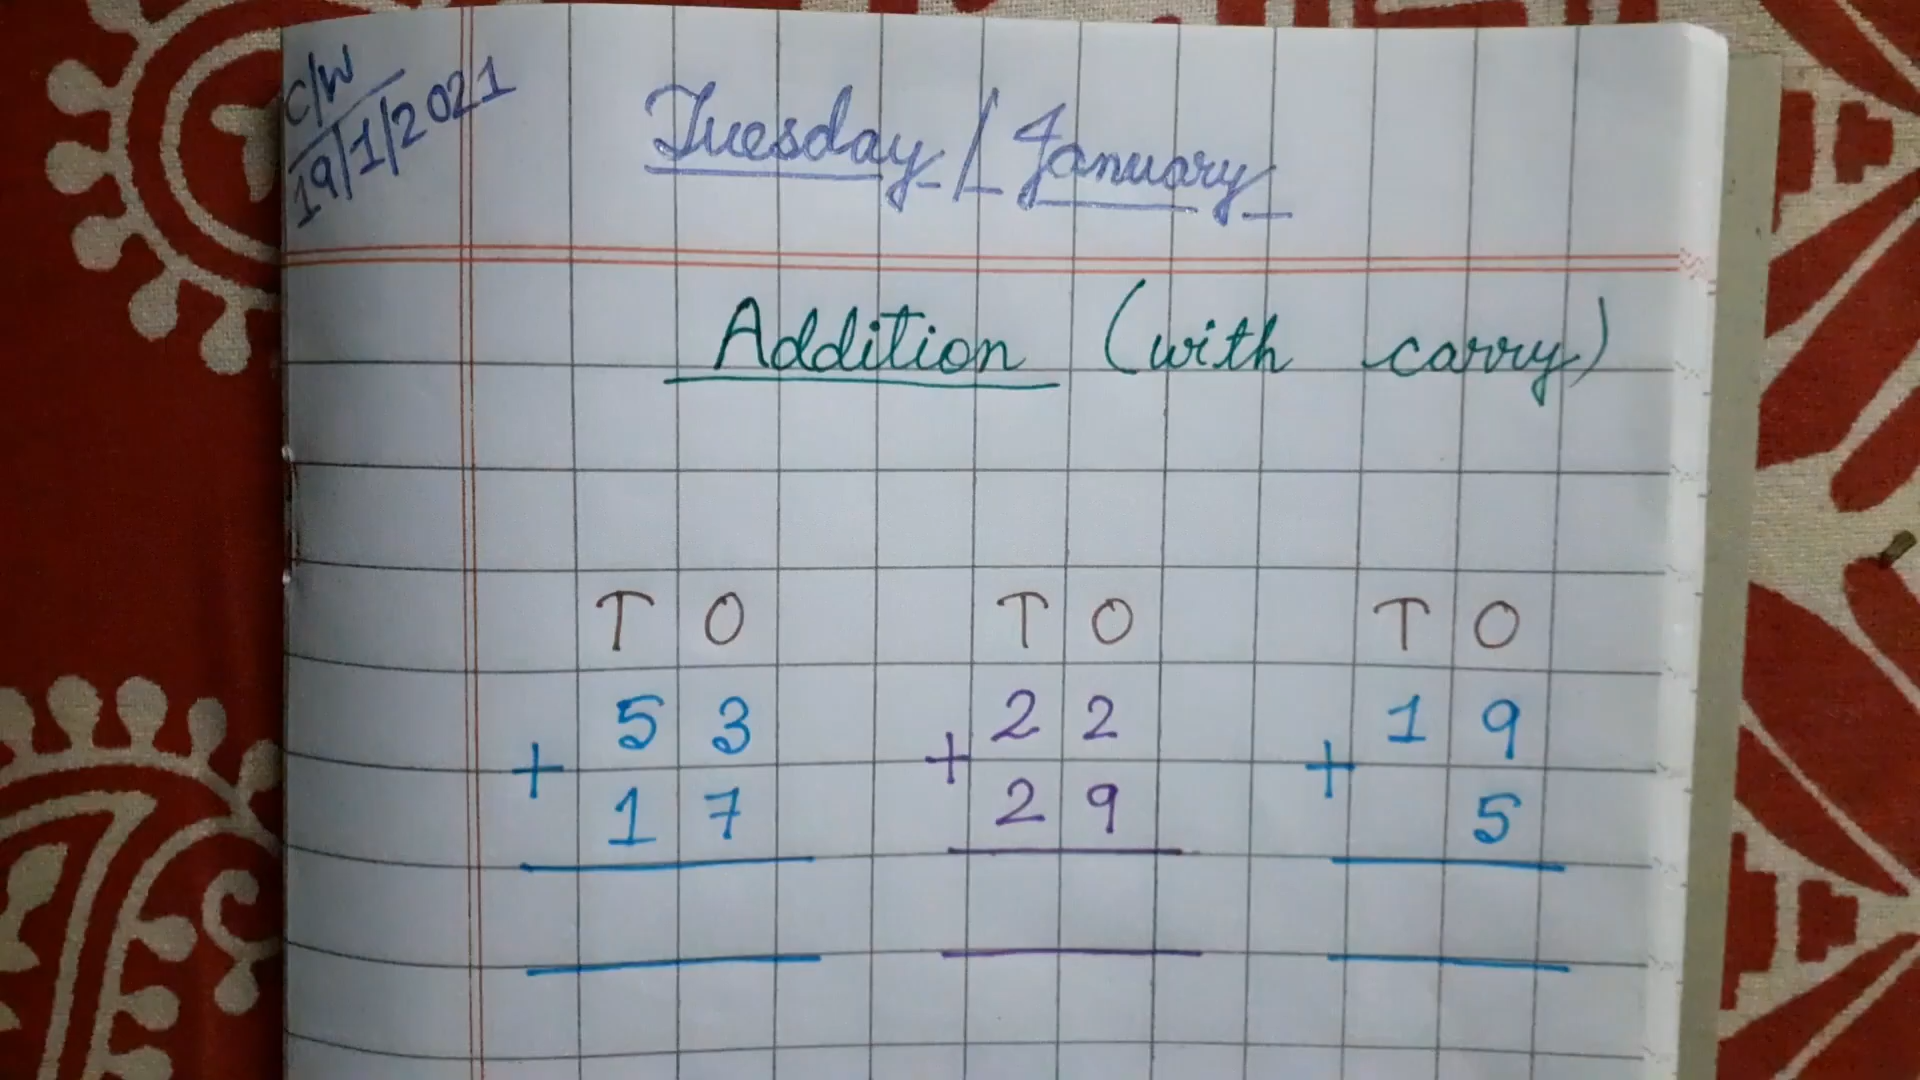 C/W
19/1/2021
Tuesday / January
Addition (with carry)
T O T O T O
5 3 2 2 1 9
+ + +
1 7 2 9 5